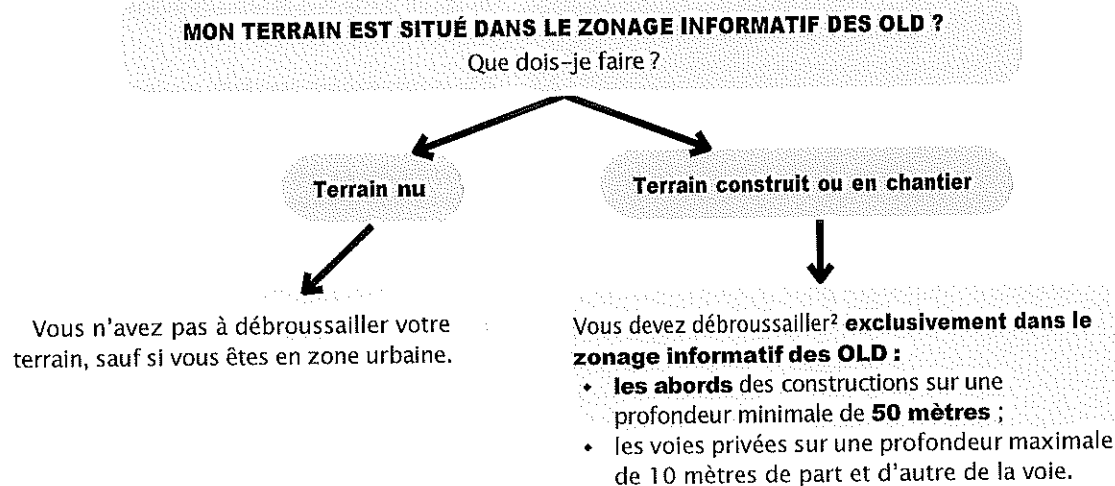 MON TERRAIN EST SITUÉ DANS LE ZONAGE INFORMATIF DES OLD ?
Que dois-je faire ?
Terrain nu
Terrain construit ou en chantier
Vous n'avez pas à débroussailler votre
terrain, sauf si vous êtes en zone urbaine.
Vous devez débroussailler² exclusivement dans le
zonage informatif des OLD :
• les abords des constructions sur une
profondeur minimale de 50 mètres ;
• les voies privées sur une profondeur maximale
de 10 mètres de part et d'autre de la voie.